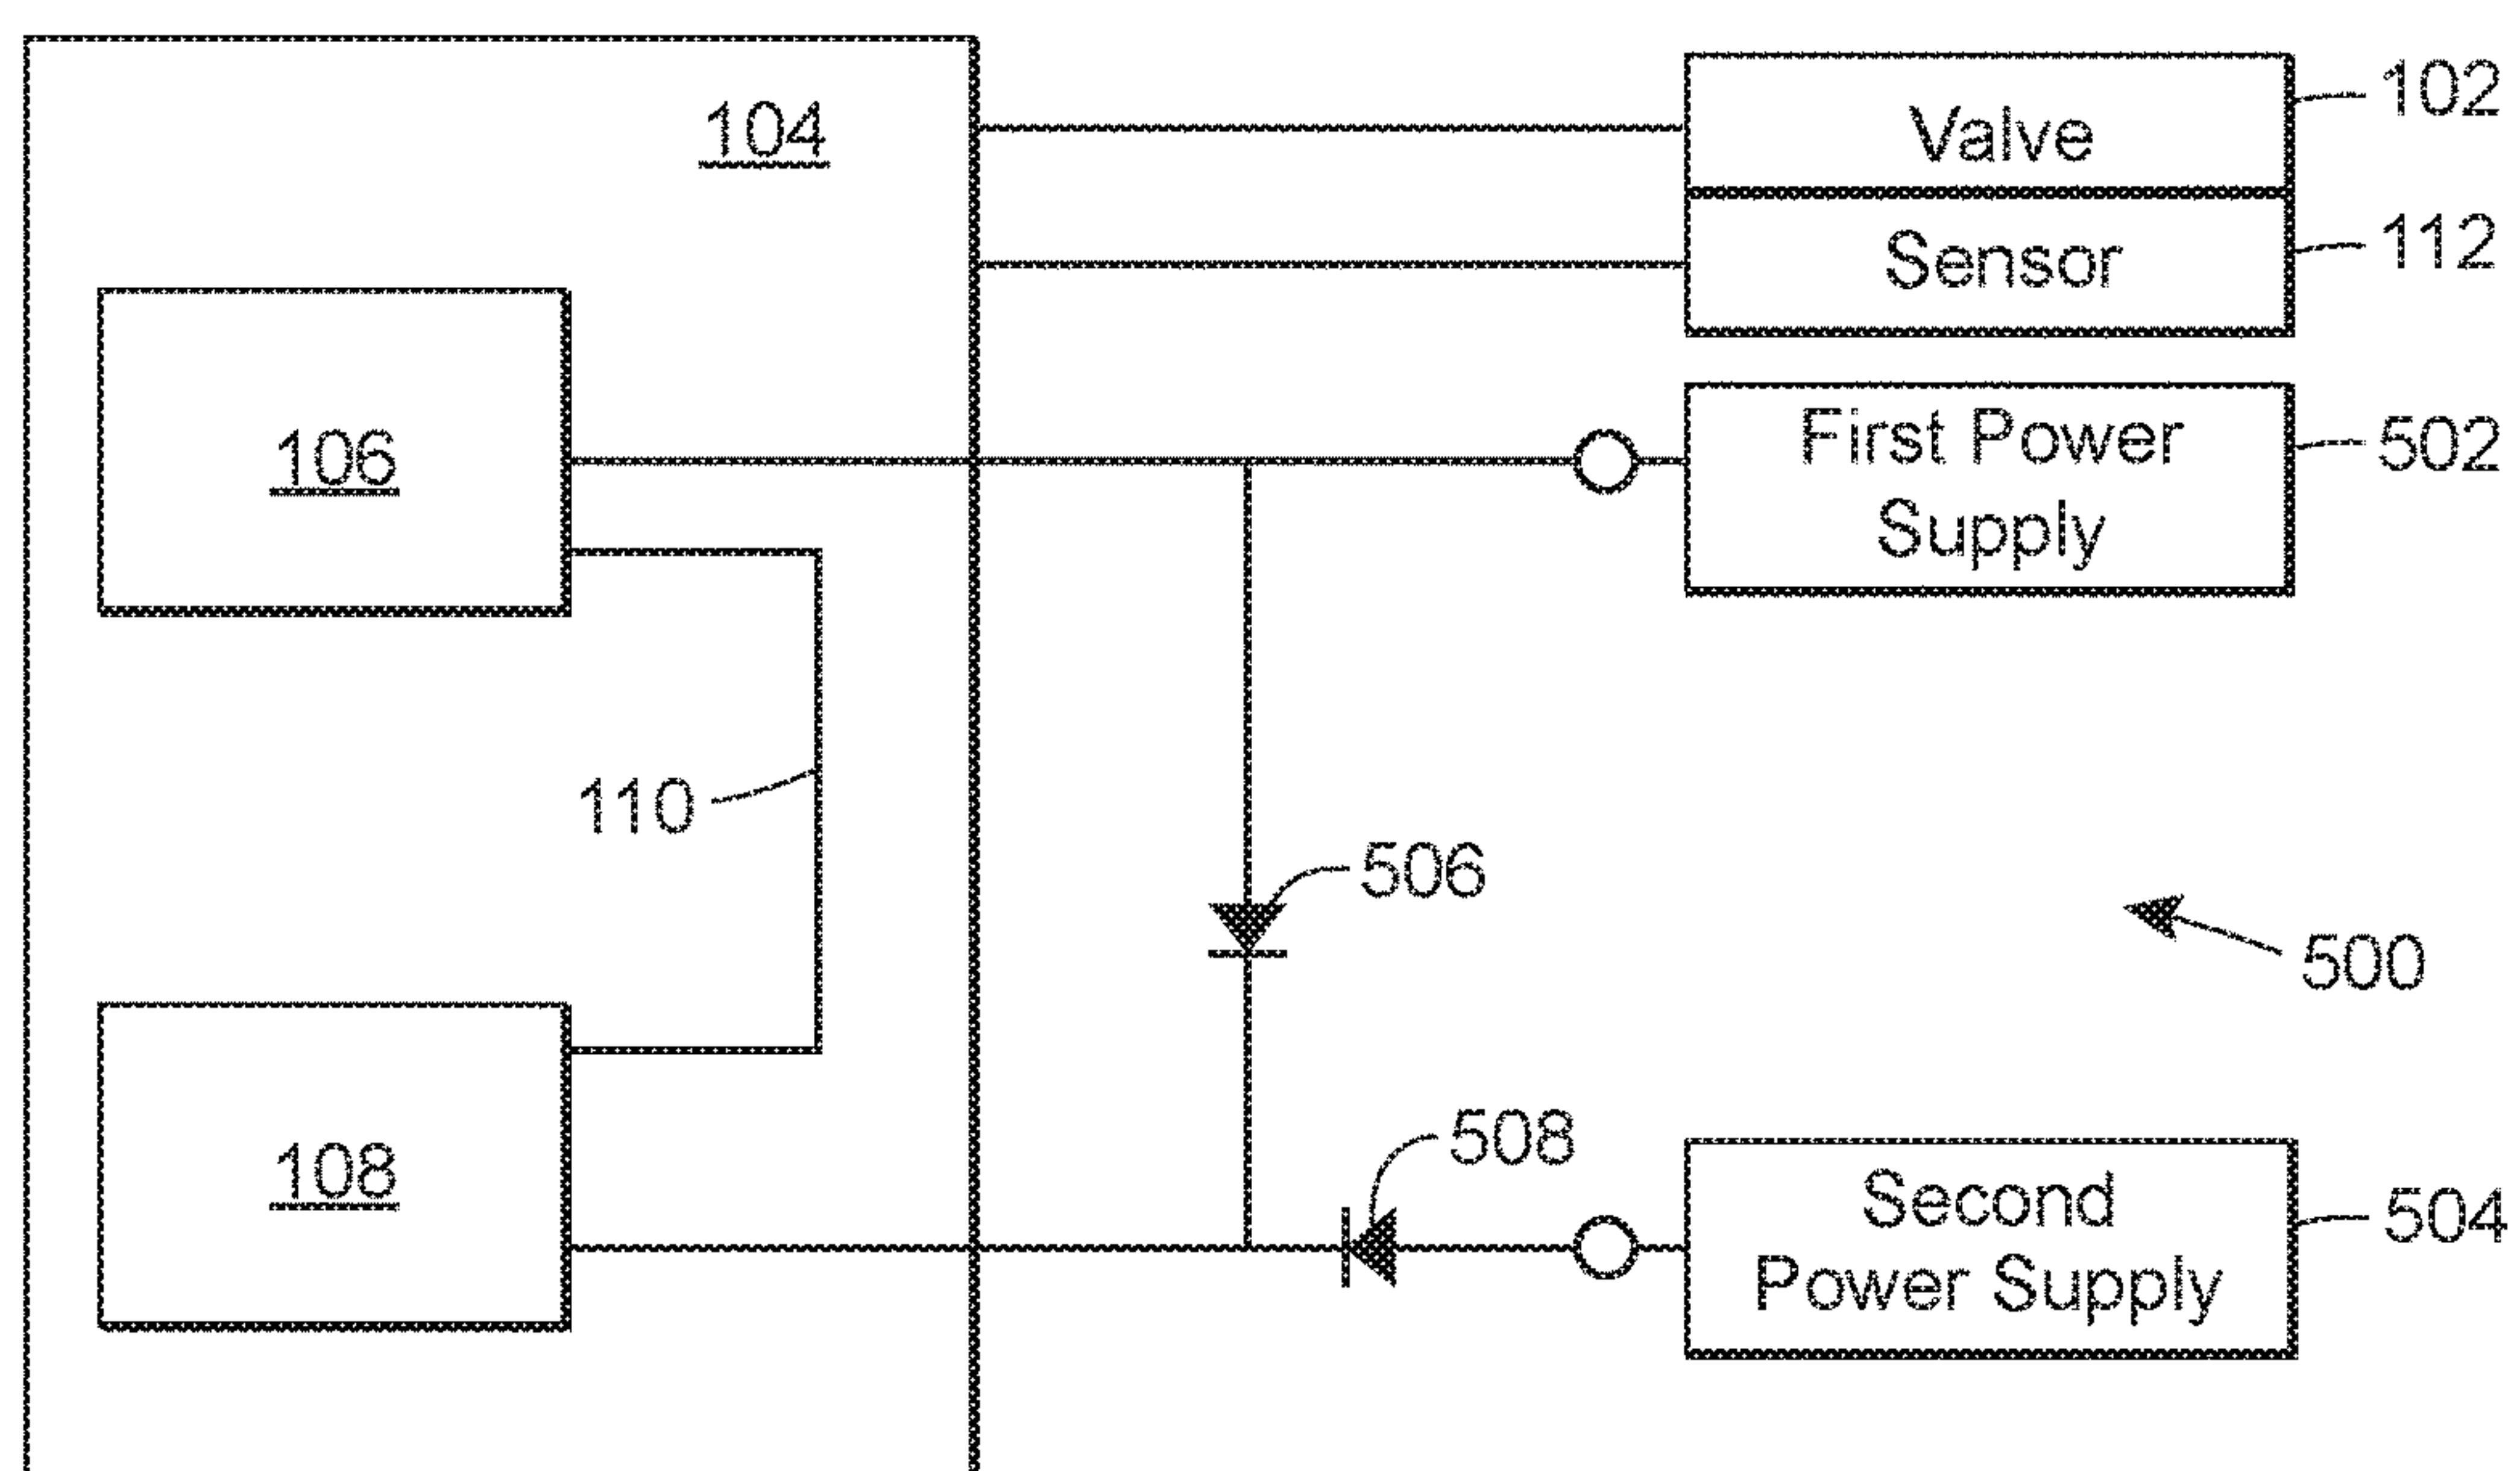 104
Valve
102
Sensor
112
106
First Power
Supply
502
110
506
500
108
508
Second
Power Supply
504